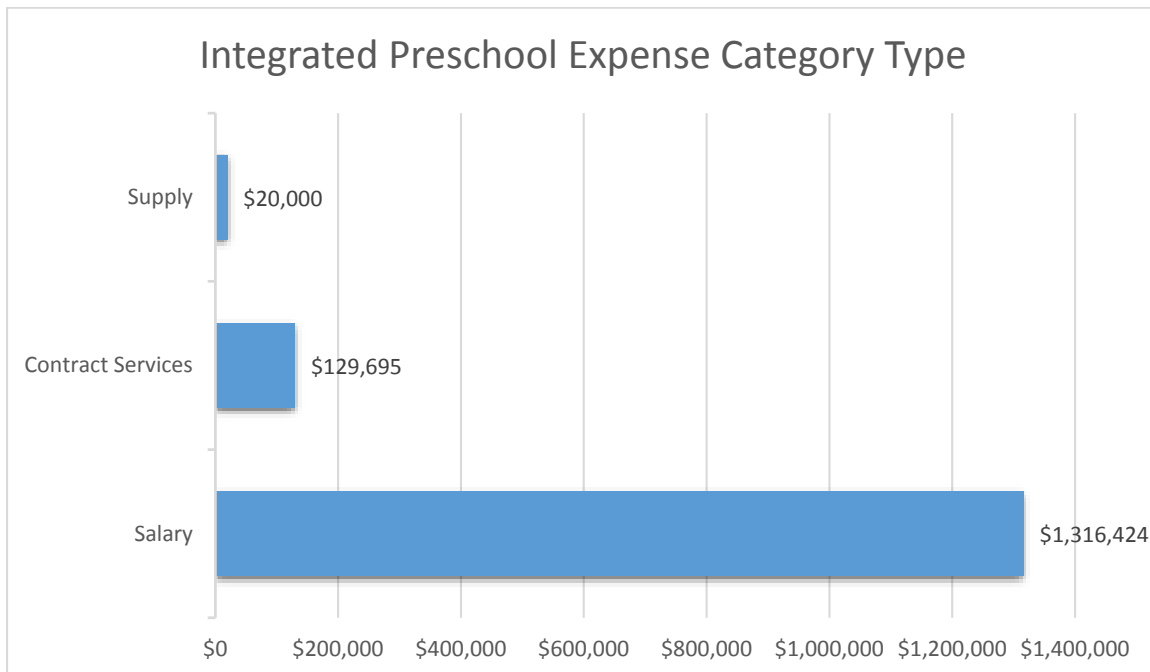 Integrated Preschool Expense Category Type
Supply
$20,000
Contract Services
$129,695
Salary
$1,316,424
$0 $200,000 $400,000 $600,000 $800,000 $1,000,000 $1,200,000 $1,400,000